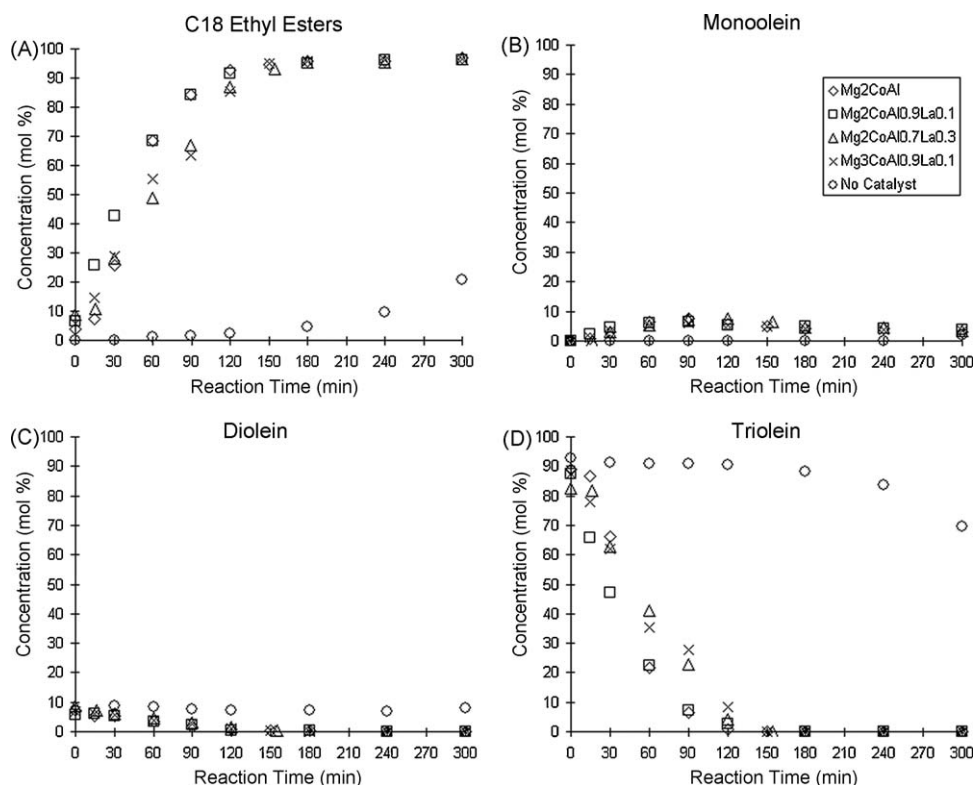 C18 Ethyl Esters
(A)
Concentration (mol %)
100
90
80
70
60
50
40
30
20
10
0
0 30 60 90 120 150 180 210 240 270 300
Reaction Time (min)
Monoolein
(B)
Concentration (mol %)
100
90
80
70
60
50
40
30
20
10
0
Mg2CoAl
Mg2CoAl0.9La0.1
Mg2CoAl0.7La0.3
Mg3CoAl0.9La0.1
No Catalyst
0 30 60 90 120 150 180 210 240 270 300
Reaction Time (min)
Diolein
(C)
Concentration (mol %)
100
90
80
70
60
50
40
30
20
10
0
0 30 60 90 120 150 180 210 240 270 300
Reaction Time (min)
Triolein
(D)
Concentration (mol %)
100
90
80
70
60
50
40
30
20
10
0
0 30 60 90 120 150 180 210 240 270 300
Reaction Time (min)